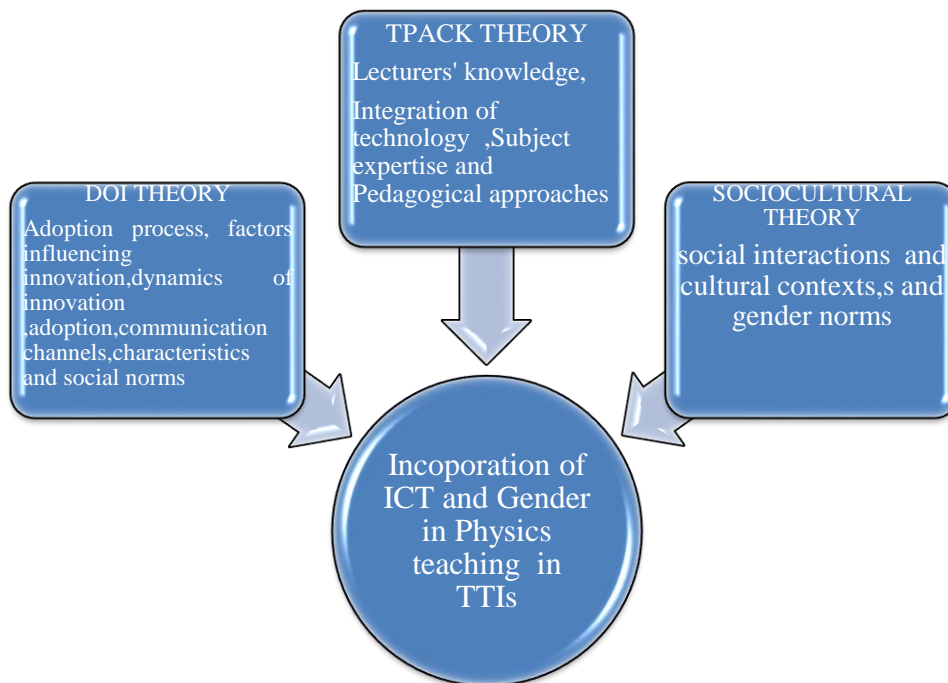 TPACK THEORY
Lecturers' knowledge,
Integration of
technology ,Subject
expertise and
Pedagogical approaches
DOI THEORY
Adoption process, factors
influencing
innovation,dynamics of
innovation
,adoption,communication
channels,characteristics
and social norms
SOCIOCULTURAL
THEORY
social interactions and
cultural contexts,s and
gender norms
Incoporation of
ICT and Gender
in Physics
teaching in
TTIs